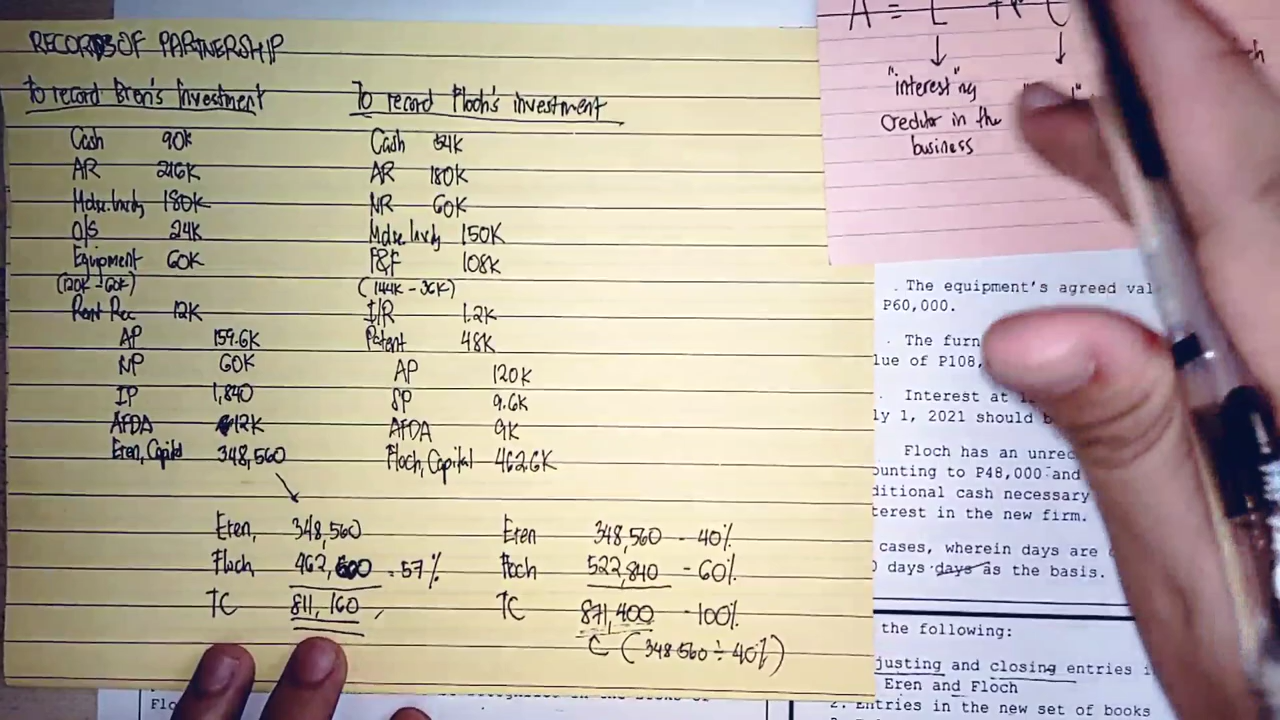 RECORDS OF PARTNERSHIP
To record Eren's Investment
Cash 90K
AR 216K
Mdse. Invty 180K
O/S 24K
Equipment 60K
(120K - 60K)
Rent Rec 12K
AP 159.6K
NP 60K
IP 1,840
AFDA 12K
Eren, Capital 348,560
Eren, 348,560
Floch, 462,600 = 57%
TC 811,160
To record Floch's investment
Cash 54K
AR 180K
NR 60K
Mdse Invty 150K
F&F 108K
(144K - 36K)
I/R 1.2K
Patent 48K
AP 120K
SP 9.6K
AFDA 9K
Floch, Capital 462.6K
Eren 348,560 - 40%
Floch 522,840 - 60%
TC 871,400 - 100%
(348 560 ÷ 40%)
A = L +
"interest" ng
creditor in the
business
. The equipment's agreed val
P60,000.
. The furn
lue of P108,
Interest at
ly 1, 2021 should b
Floch has an unrec
ounting to P48,000 and
ditional cash necessary
terest in the new firm.
cases, wherein days are
days days as the basis.
the following:
justing and closing entries i
Eren and Floch
2. Entries in the new set of books
Flo